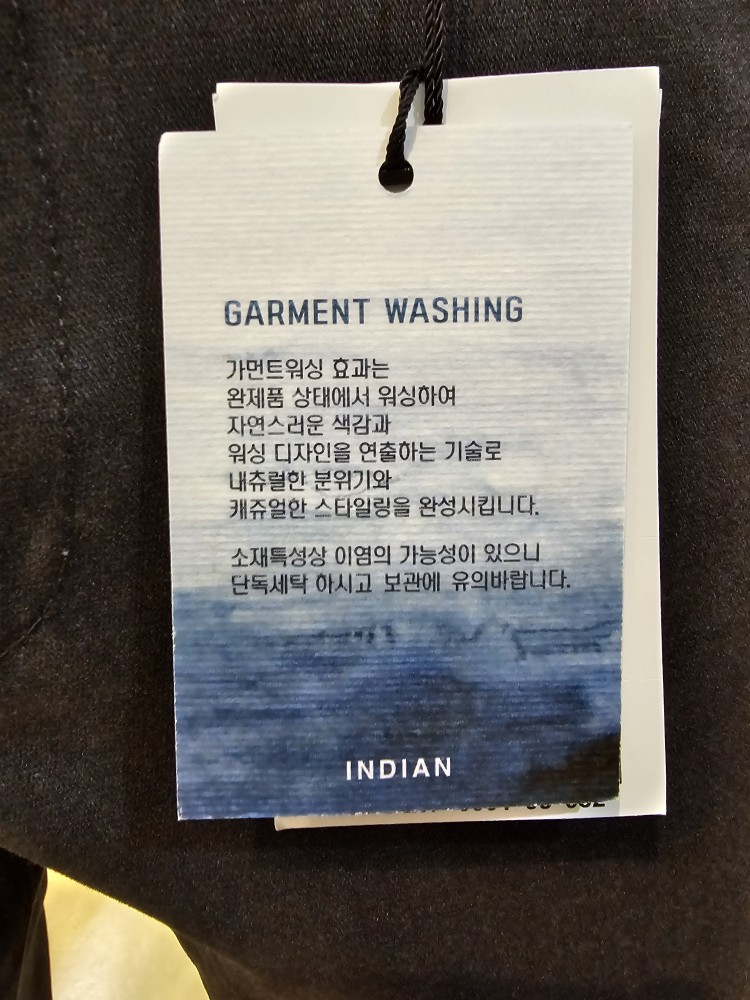 GARMENT WASHING
가먼트워싱 효과는
완제품 상태에서 워싱하여
자연스러운 색감과
워싱 디자인을 연출하는 기술로
내츄럴한 분위기와
캐쥬얼한 스타일링을 완성시킵니다.
소재특성상 이염의 가능성이 있으니
단독세탁 하시고 보관에 유의바랍니다.
INDIAN